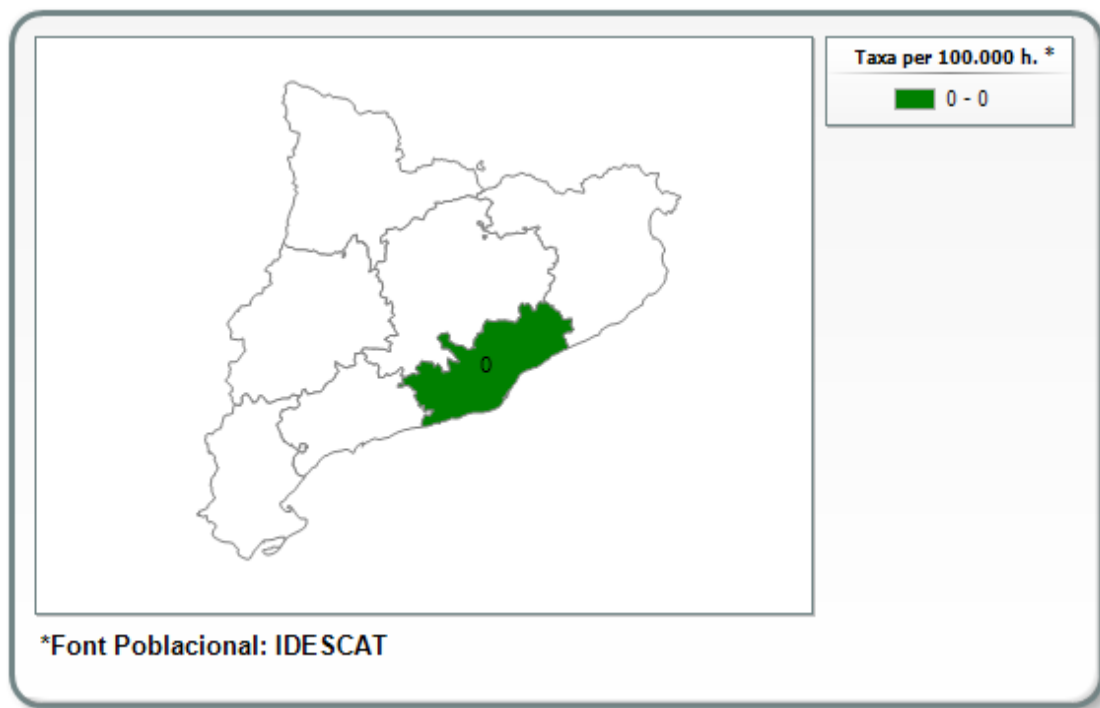 Taxa per 100.000 h. *
0 - 0
0
*Font Poblacional: IDESCAT